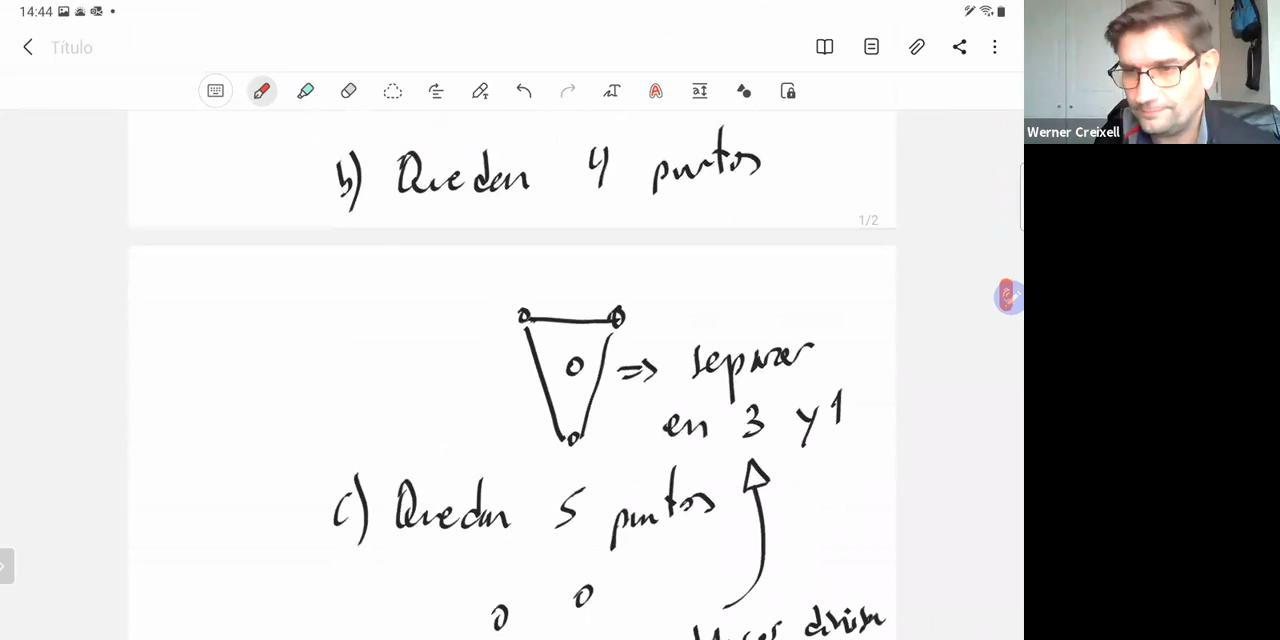 14:44
Título
Werner Creixell
b) Quedan 4 puntos
1/2
=> separar
en 3 y 1
c) Quedan 5 puntos